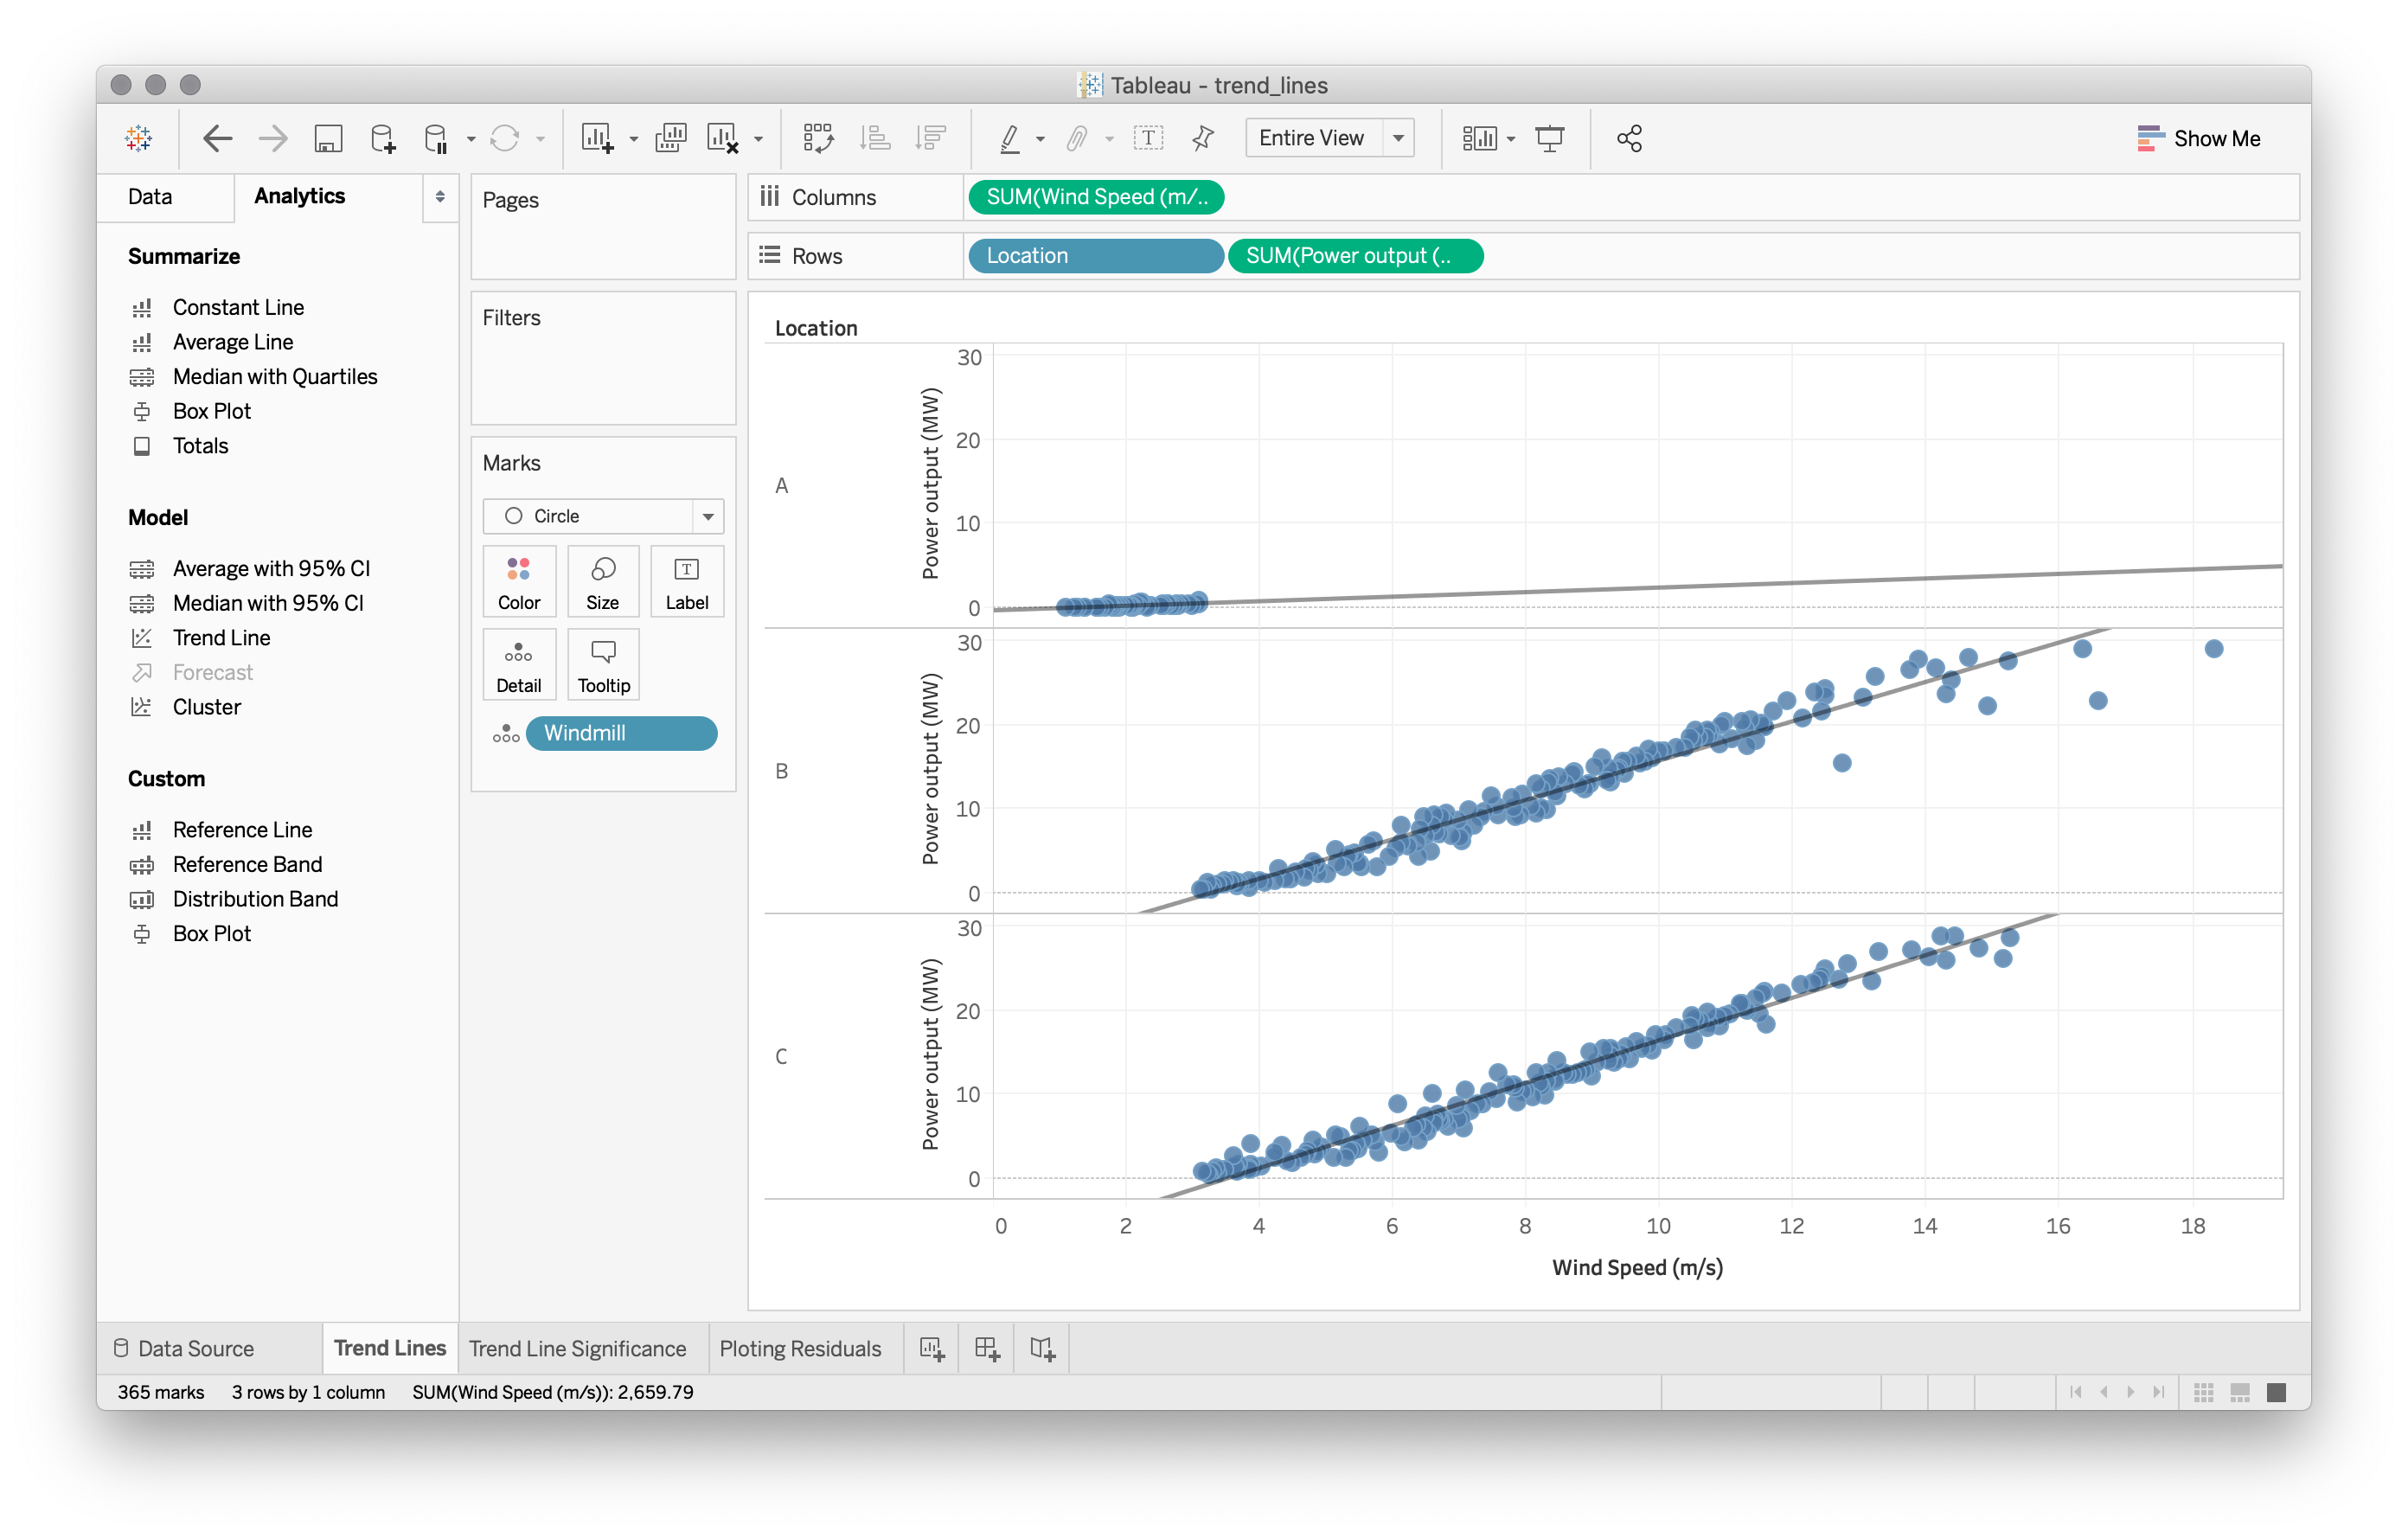 Tableau - trend_lines
Entire View
Show Me
Data
Analytics
Summarize
Constant Line
Average Line
Median with Quartiles
Box Plot
Totals
Model
Average with 95% CI
Median with 95% CI
Trend Line
Forecast
Cluster
Custom
Reference Line
Reference Band
Distribution Band
Box Plot
Pages
Filters
Marks
Circle
Color
Size
T
Label
Detail
Tooltip
Windmill
Columns
SUM(Wind Speed (m/..
Rows
Location
SUM(Power output (..
Location
A
Power output (MW)
30
20
10
0
B
Power output (MW)
30
20
10
0
C
Power output (MW)
30
20
10
0
0 2 4 6 8 10 12 14 16 18
Wind Speed (m/s)
Data Source
Trend Lines
Trend Line Significance
Ploting Residuals
365 marks
3 rows by 1 column
SUM(Wind Speed (m/s)): 2,659.79